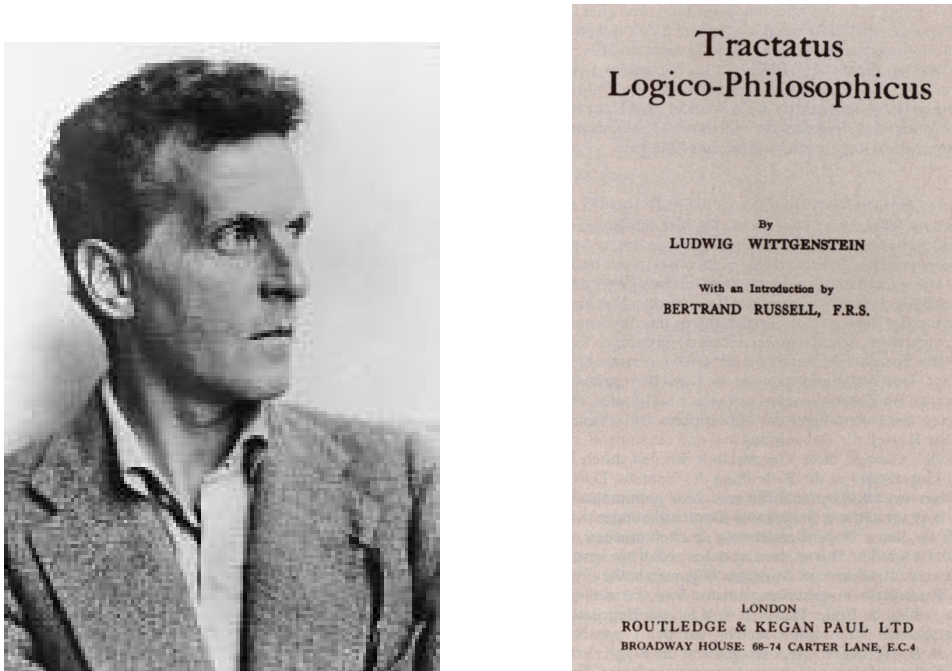 Tractatus
Logico-Philosophicus
By
LUDWIG WITTGENSTEIN
With an Introduction by
BERTRAND RUSSELL, F.R.S.
LONDON
ROUTLEDGE & KEGAN PAUL LTD
BROADWAY HOUSE: 68-74 CARTER LANE, E.C.4